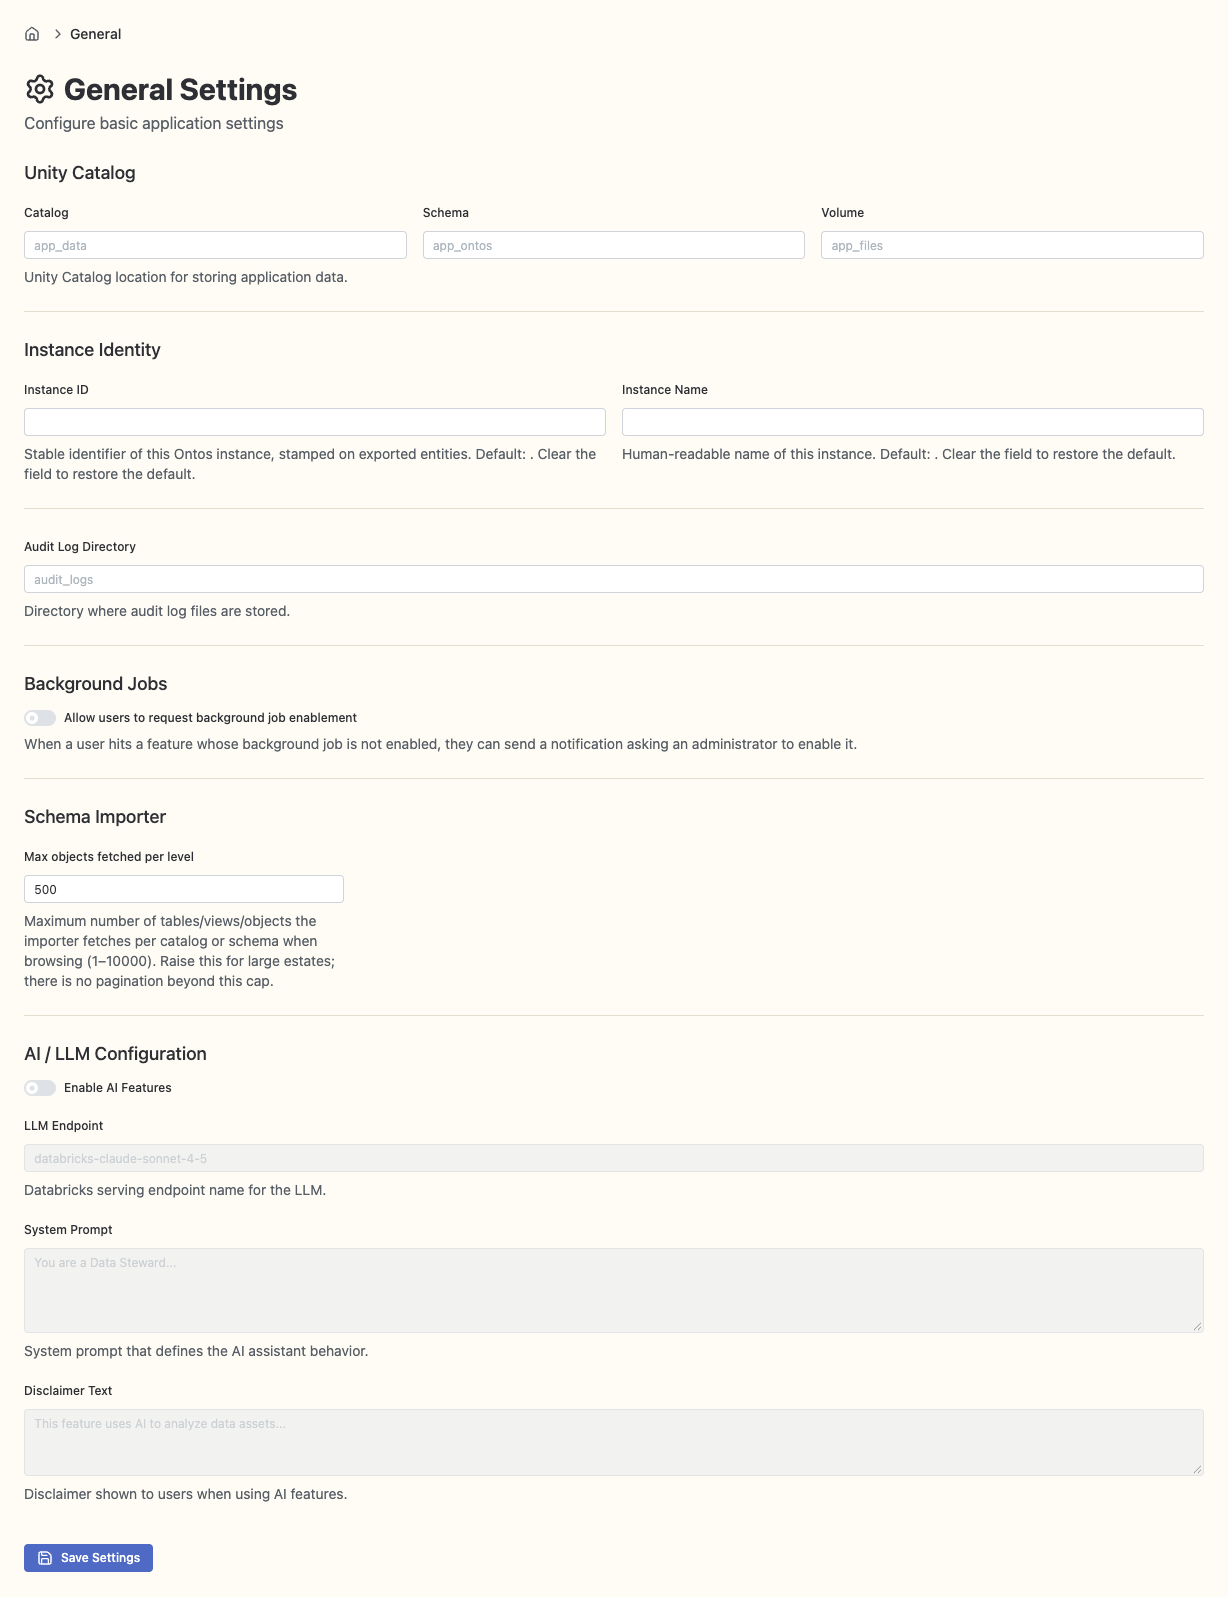 General
General Settings
Configure basic application settings
Unity Catalog
Catalog
Schema
Volume
app_data
app_ontos
app_files
Unity Catalog location for storing application data.
Instance Identity
Instance ID
Instance Name
Stable identifier of this Ontos instance, stamped on exported entities. Default: . Clear the
field to restore the default.
Human-readable name of this instance. Default: . Clear the field to restore the default.
Audit Log Directory
audit_logs
Directory where audit log files are stored.
Background Jobs
Allow users to request background job enablement
When a user hits a feature whose background job is not enabled, they can send a notification asking an administrator to enable it.
Schema Importer
Max objects fetched per level
500
Maximum number of tables/views/objects the
importer fetches per catalog or schema when
browsing (1–10000). Raise this for large estates;
there is no pagination beyond this cap.
AI / LLM Configuration
Enable AI Features
LLM Endpoint
databricks-claude-sonnet-4-5
Databricks serving endpoint name for the LLM.
System Prompt
You are a Data Steward...
System prompt that defines the AI assistant behavior.
Disclaimer Text
This feature uses AI to analyze data assets...
Disclaimer shown to users when using AI features.
Save Settings